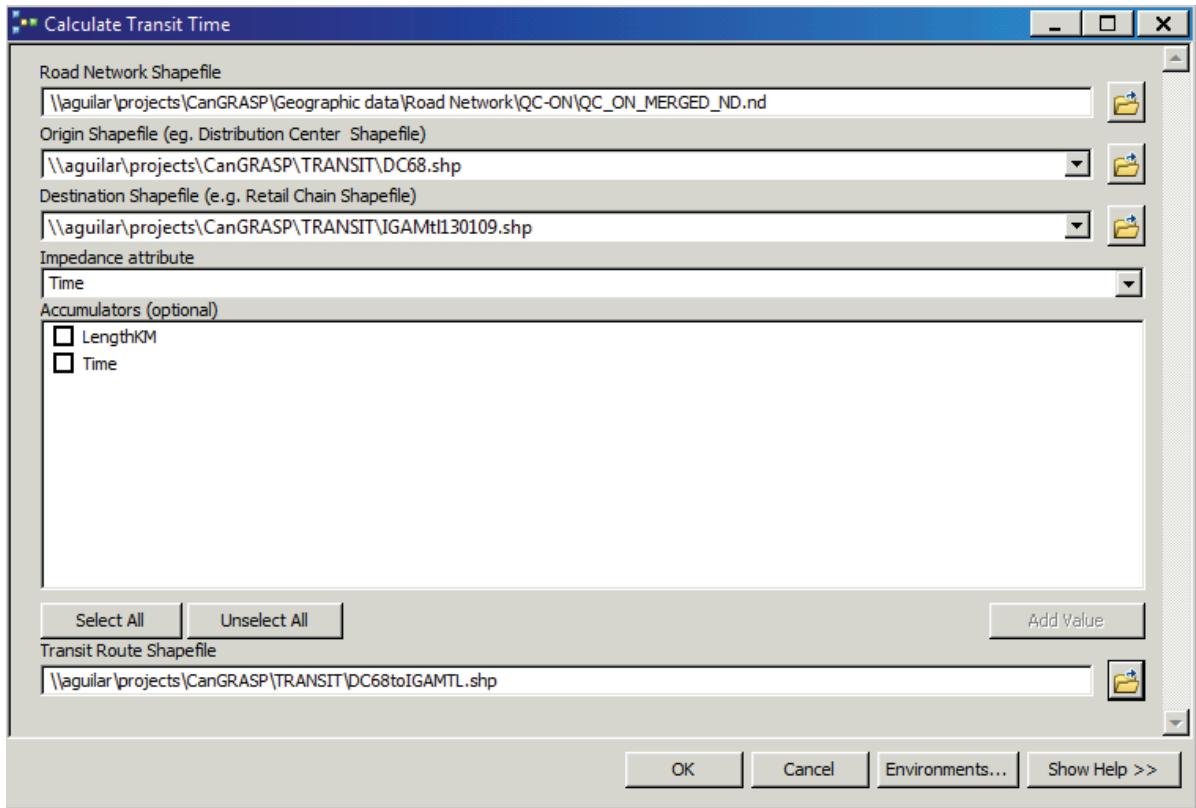 Calculate Transit Time
Road Network Shapefile
\\aguilar\projects\CanGRASP\Geographic data\Road Network\QC-ON\QC_ON_MERGED_ND.nd
Origin Shapefile (eg. Distribution Center  Shapefile)
\\aguilar\projects\CanGRASP\TRANSIT\DC68.shp
Destination Shapefile (e.g. Retail Chain Shapefile)
\\aguilar\projects\CanGRASP\TRANSIT\IGAMtl130109.shp
Impedance attribute
Time
Accumulators (optional)
LengthKM
Time
Select All Unselect All Add Value
Transit Route Shapefile
\\aguilar\projects\CanGRASP\TRANSIT\DC68toIGAMTL.shp
OK Cancel Environments... Show Help >>